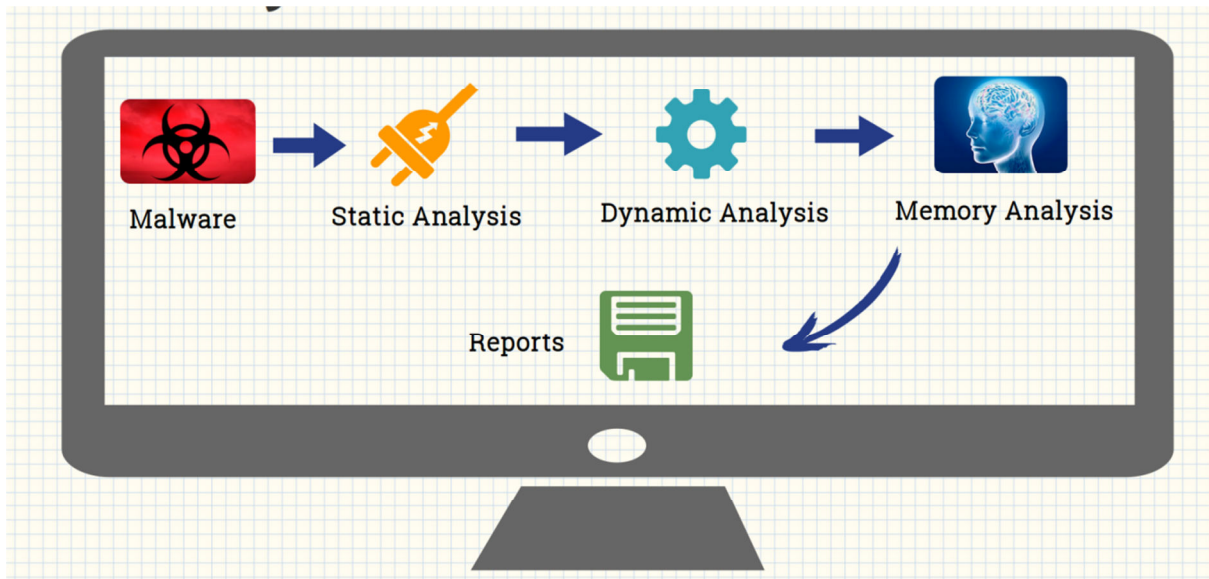 Malware
Static Analysis
Dynamic Analysis
Memory Analysis
Reports